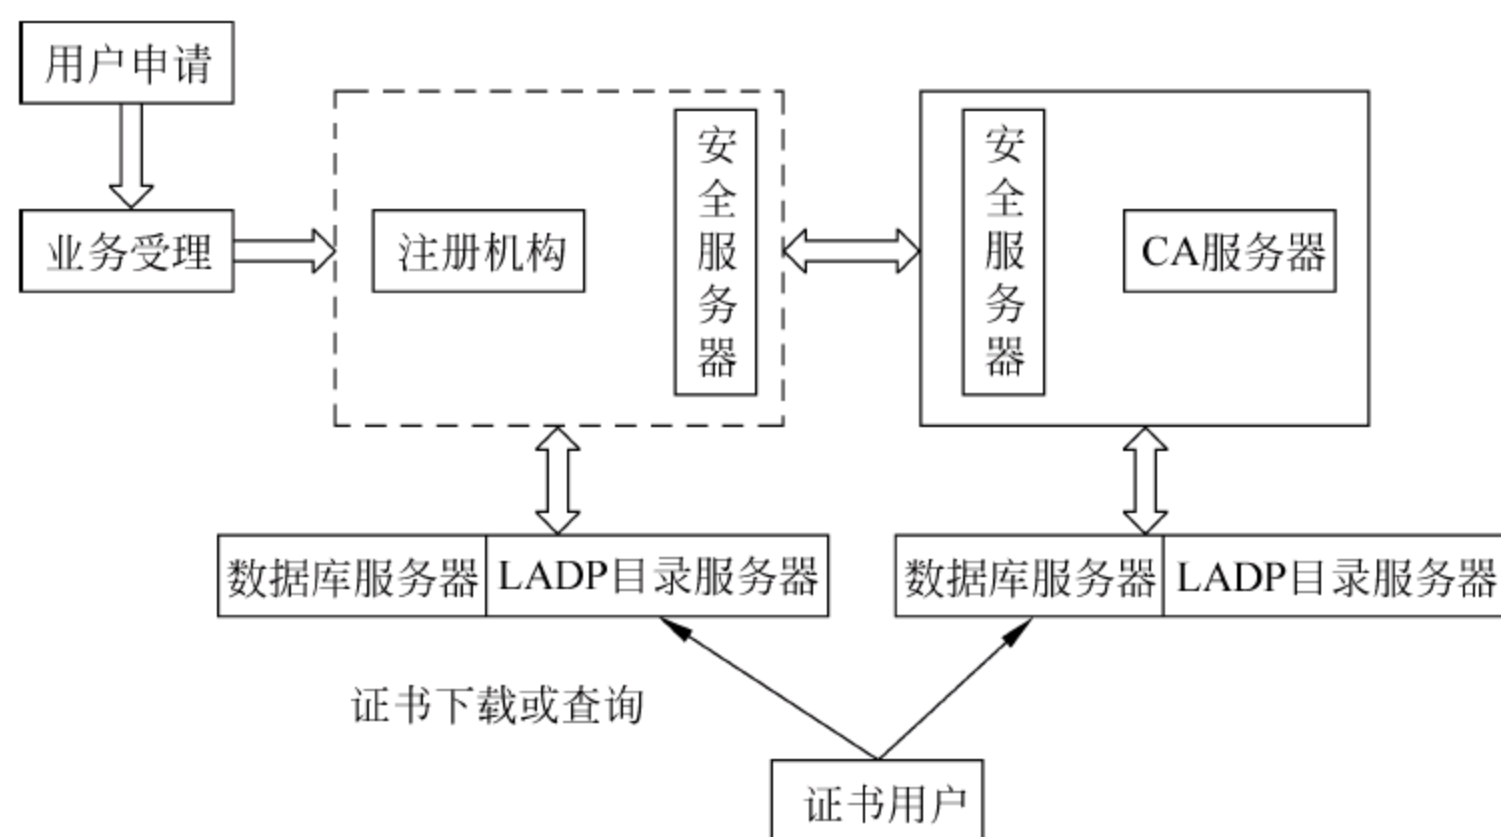 用户申请
业务受理
注册机构
安全服务器
安全服务器
CA服务器
数据库服务器
LADP目录服务器
数据库服务器
LADP目录服务器
证书下载或查询
证书用户